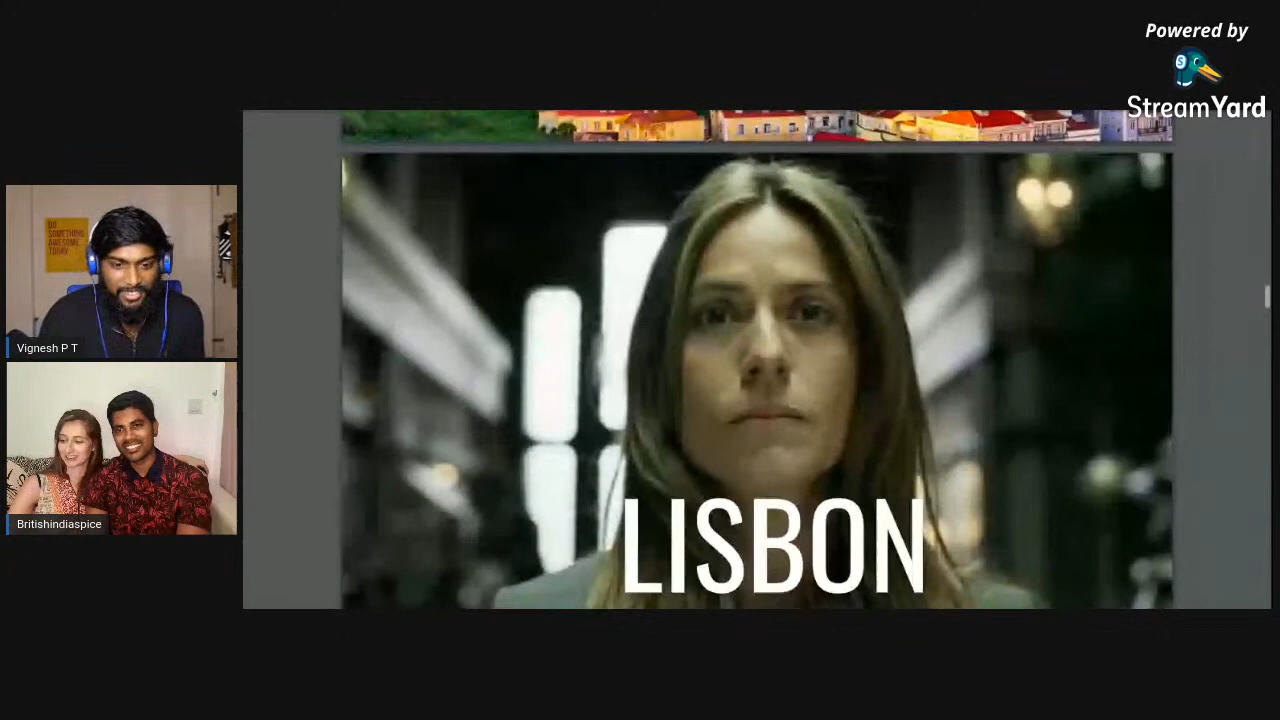 Powered by
StreamYard
DO
SOMETHING
AWESOME
TODAY
Vignesh P T
Britishindiaspice
LISBON